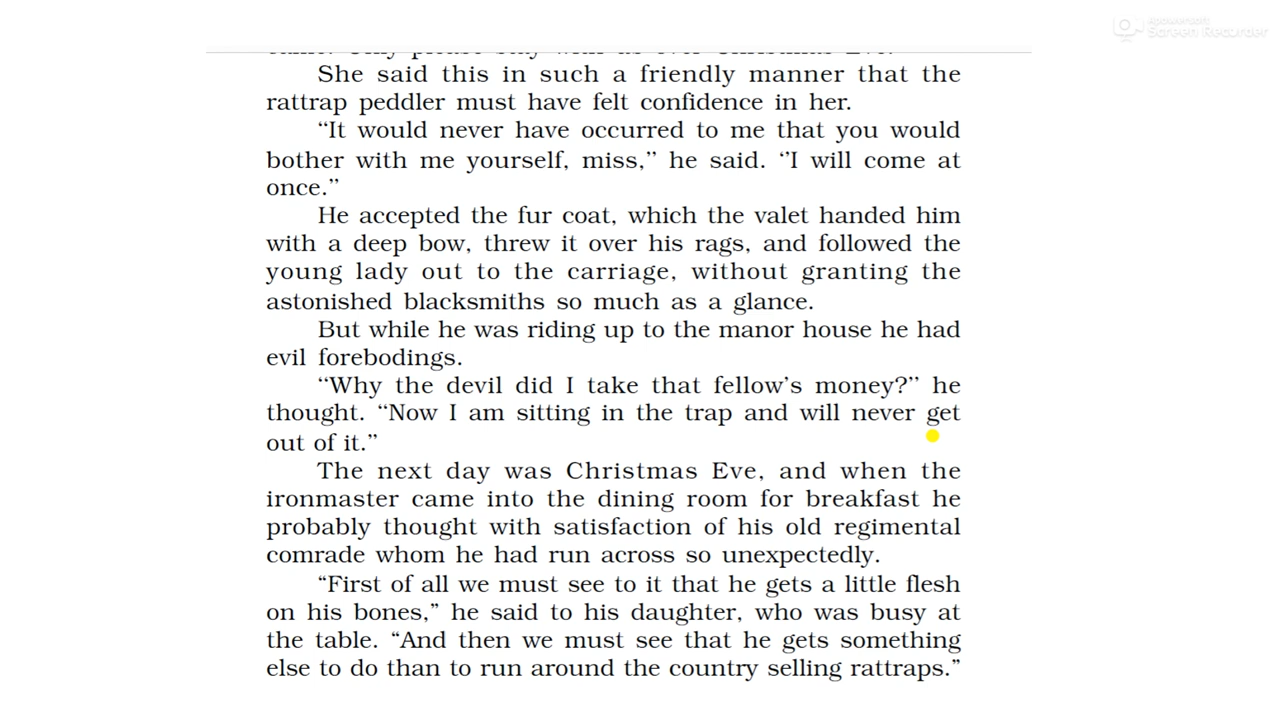 Apowersoft
Screen Recorder
She said this in such a friendly manner that the
rattrap peddler must have felt confidence in her.
“It would never have occurred to me that you would
bother with me yourself, miss,” he said. “I will come at
once.”
He accepted the fur coat, which the valet handed him
with a deep bow, threw it over his rags, and followed the
young lady out to the carriage, without granting the
astonished blacksmiths so much as a glance.
But while he was riding up to the manor house he had
evil forebodings.
“Why the devil did I take that fellow’s money?” he
thought. “Now I am sitting in the trap and will never get
out of it.”
The next day was Christmas Eve, and when the
ironmaster came into the dining room for breakfast he
probably thought with satisfaction of his old regimental
comrade whom he had run across so unexpectedly.
“First of all we must see to it that he gets a little flesh
on his bones,” he said to his daughter, who was busy at
the table. “And then we must see that he gets something
else to do than to run around the country selling rattraps.”